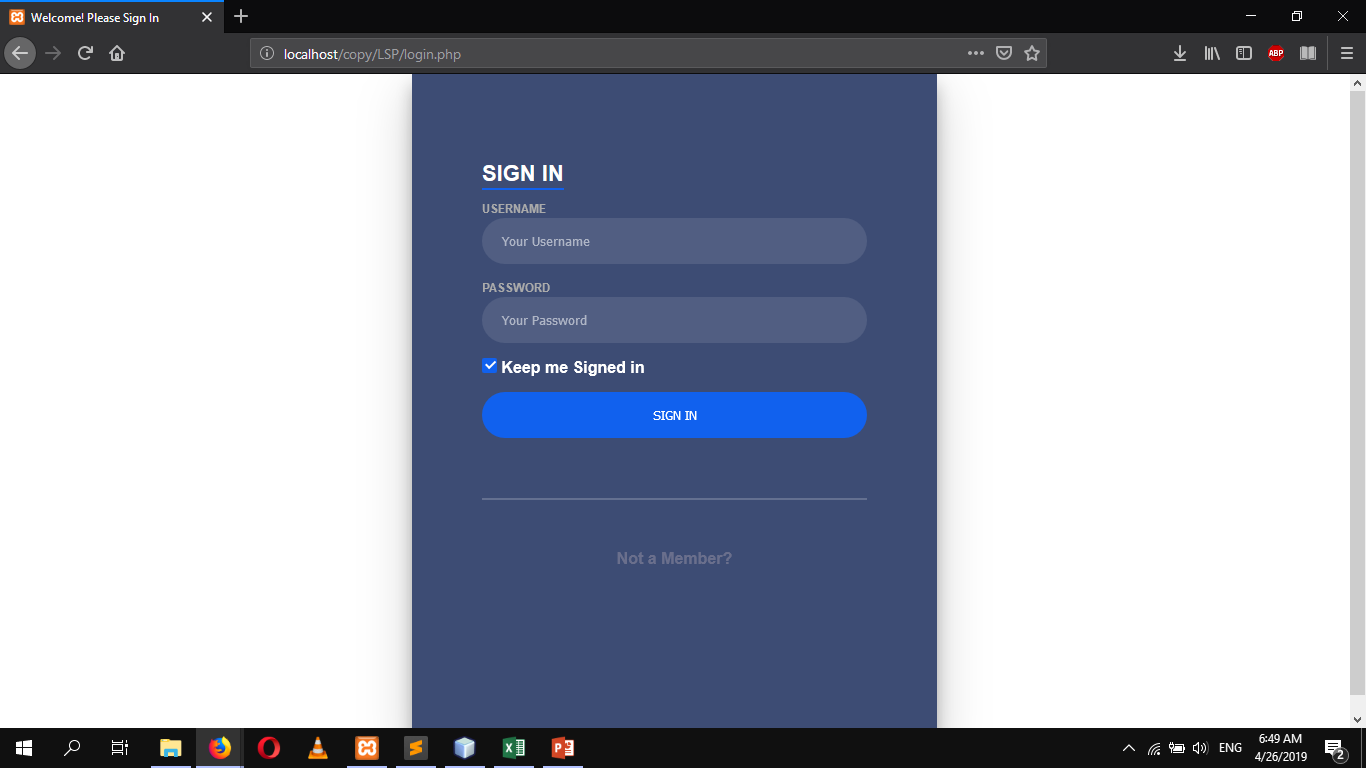 Welcome! Please Sign In
localhost/copy/LSP/login.php
ABP
SIGN IN
USERNAME
Your Username
PASSWORD
Your Password
Keep me Signed in
SIGN IN
Not a Member?
ENG
6:49 AM
4/26/2019
2